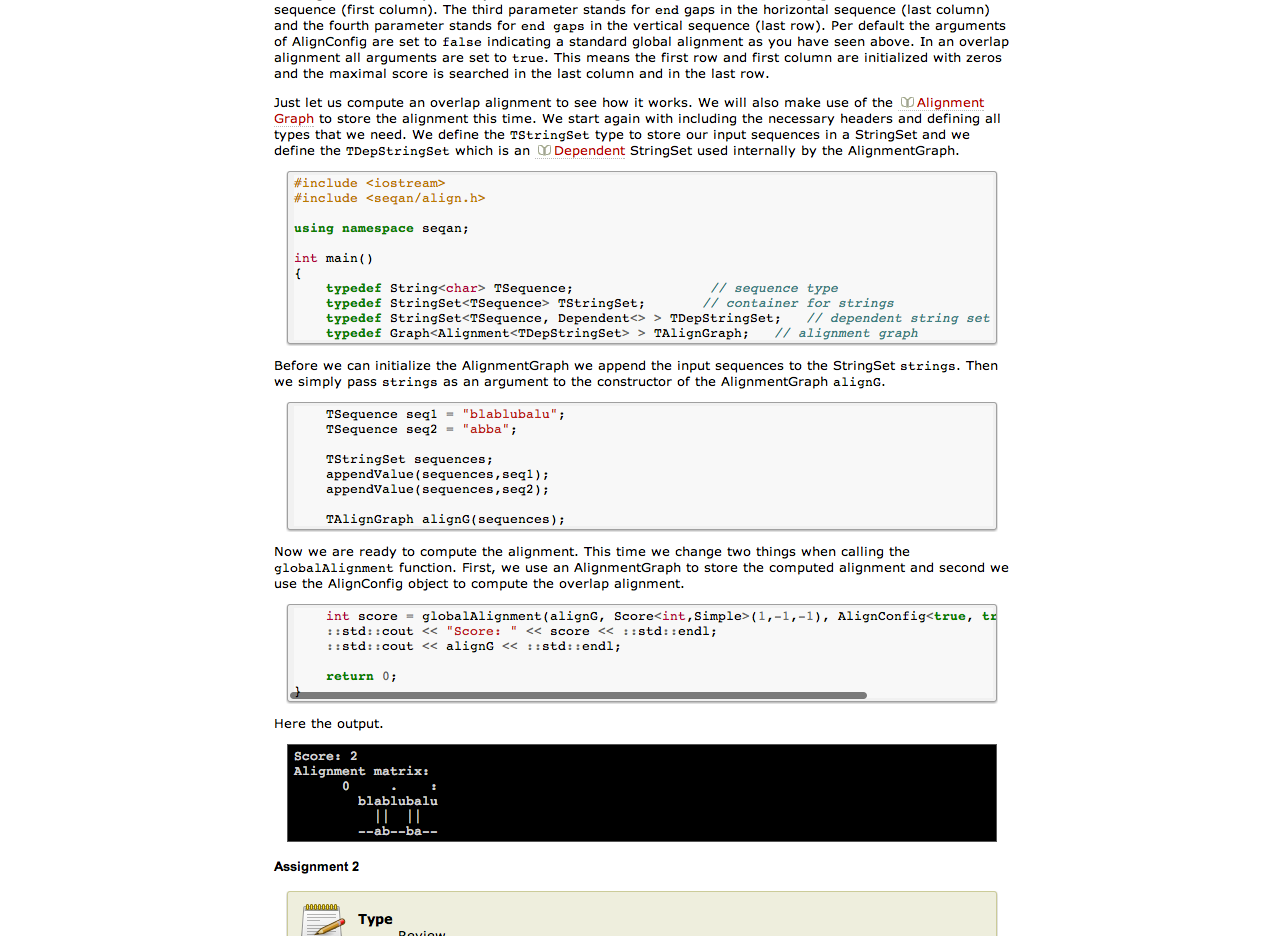 sequence (first column). The third parameter stands for end gaps in the horizontal sequence (last column)
and the fourth parameter stands for end gaps in the vertical sequence (last row). Per default the arguments
of AlignConfig are set to false indicating a standard global alignment as you have seen above. In an overlap
alignment all arguments are set to true. This means the first row and first column are initialized with zeros
and the maximal score is searched in the last column and in the last row.
Just let us compute an overlap alignment to see how it works. We will also make use of the Alignment
Graph to store the alignment this time. We start again with including the necessary headers and defining all
types that we need. We define the TStringSet type to store our input sequences in a StringSet and we
define the TDepStringSet which is an Dependent StringSet used internally by the AlignmentGraph.
#include <iostream>
#include <seqan/align.h>
using namespace seqan;
int main()
{
    typedef String<char> TSequence;                 // sequence type
    typedef StringSet<TSequence> TStringSet;       // container for strings
    typedef StringSet<TSequence, Dependent<> > TDepStringSet;   // dependent string set
    typedef Graph<Alignment<TDepStringSet> > TAlignGraph;   // alignment graph
Before we can initialize the AlignmentGraph we append the input sequences to the StringSet strings. Then
we simply pass strings as an argument to the constructor of the AlignmentGraph alignG.
    TSequence seq1 = "blablubalu";
    TSequence seq2 = "abba";
    TStringSet sequences;
    appendValue(sequences,seq1);
    appendValue(sequences,seq2);
    TAlignGraph alignG(sequences);
Now we are ready to compute the alignment. This time we change two things when calling the
globalAlignment function. First, we use an AlignmentGraph to store the computed alignment and second we
use the AlignConfig object to compute the overlap alignment.
    int score = globalAlignment(alignG, Score<int,Simple>(1,-1,-1), AlignConfig<true, tr
    ::std::cout << "Score: " << score << ::std::endl;
    ::std::cout << alignG << ::std::endl;
    return 0;
}
Here the output.
Score: 2
Alignment matrix:
      0     .    :
        blablubalu
          ||  ||
        --ab--ba--
Assignment 2
Type
Review